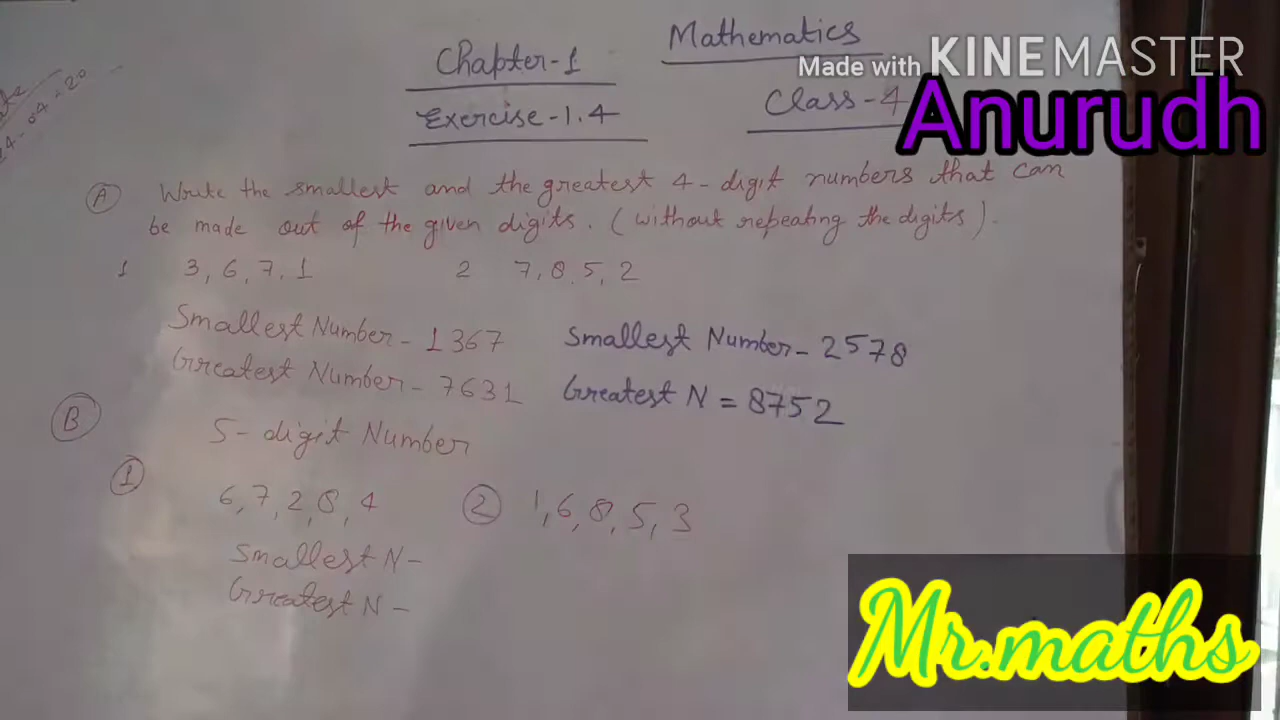 Mathematics
Made with KINEMASTER
Chapter-1
Class-4
Anurudh
Exercise-1.4
A Write the smallest and the greatest 4-digit numbers that can
be made out of the given digits. (without repeating the digits).
1 3, 6, 7, 1
2 7, 8, 5, 2
Smallest Number - 1367
Smallest Number - 2578
Greatest Number - 7631
Greatest N = 8752
B 5-digit Number
1 6, 7, 2, 8, 4
2 1, 6, 8, 5, 3
Smallest N-
Greatest N-
Mr.maths